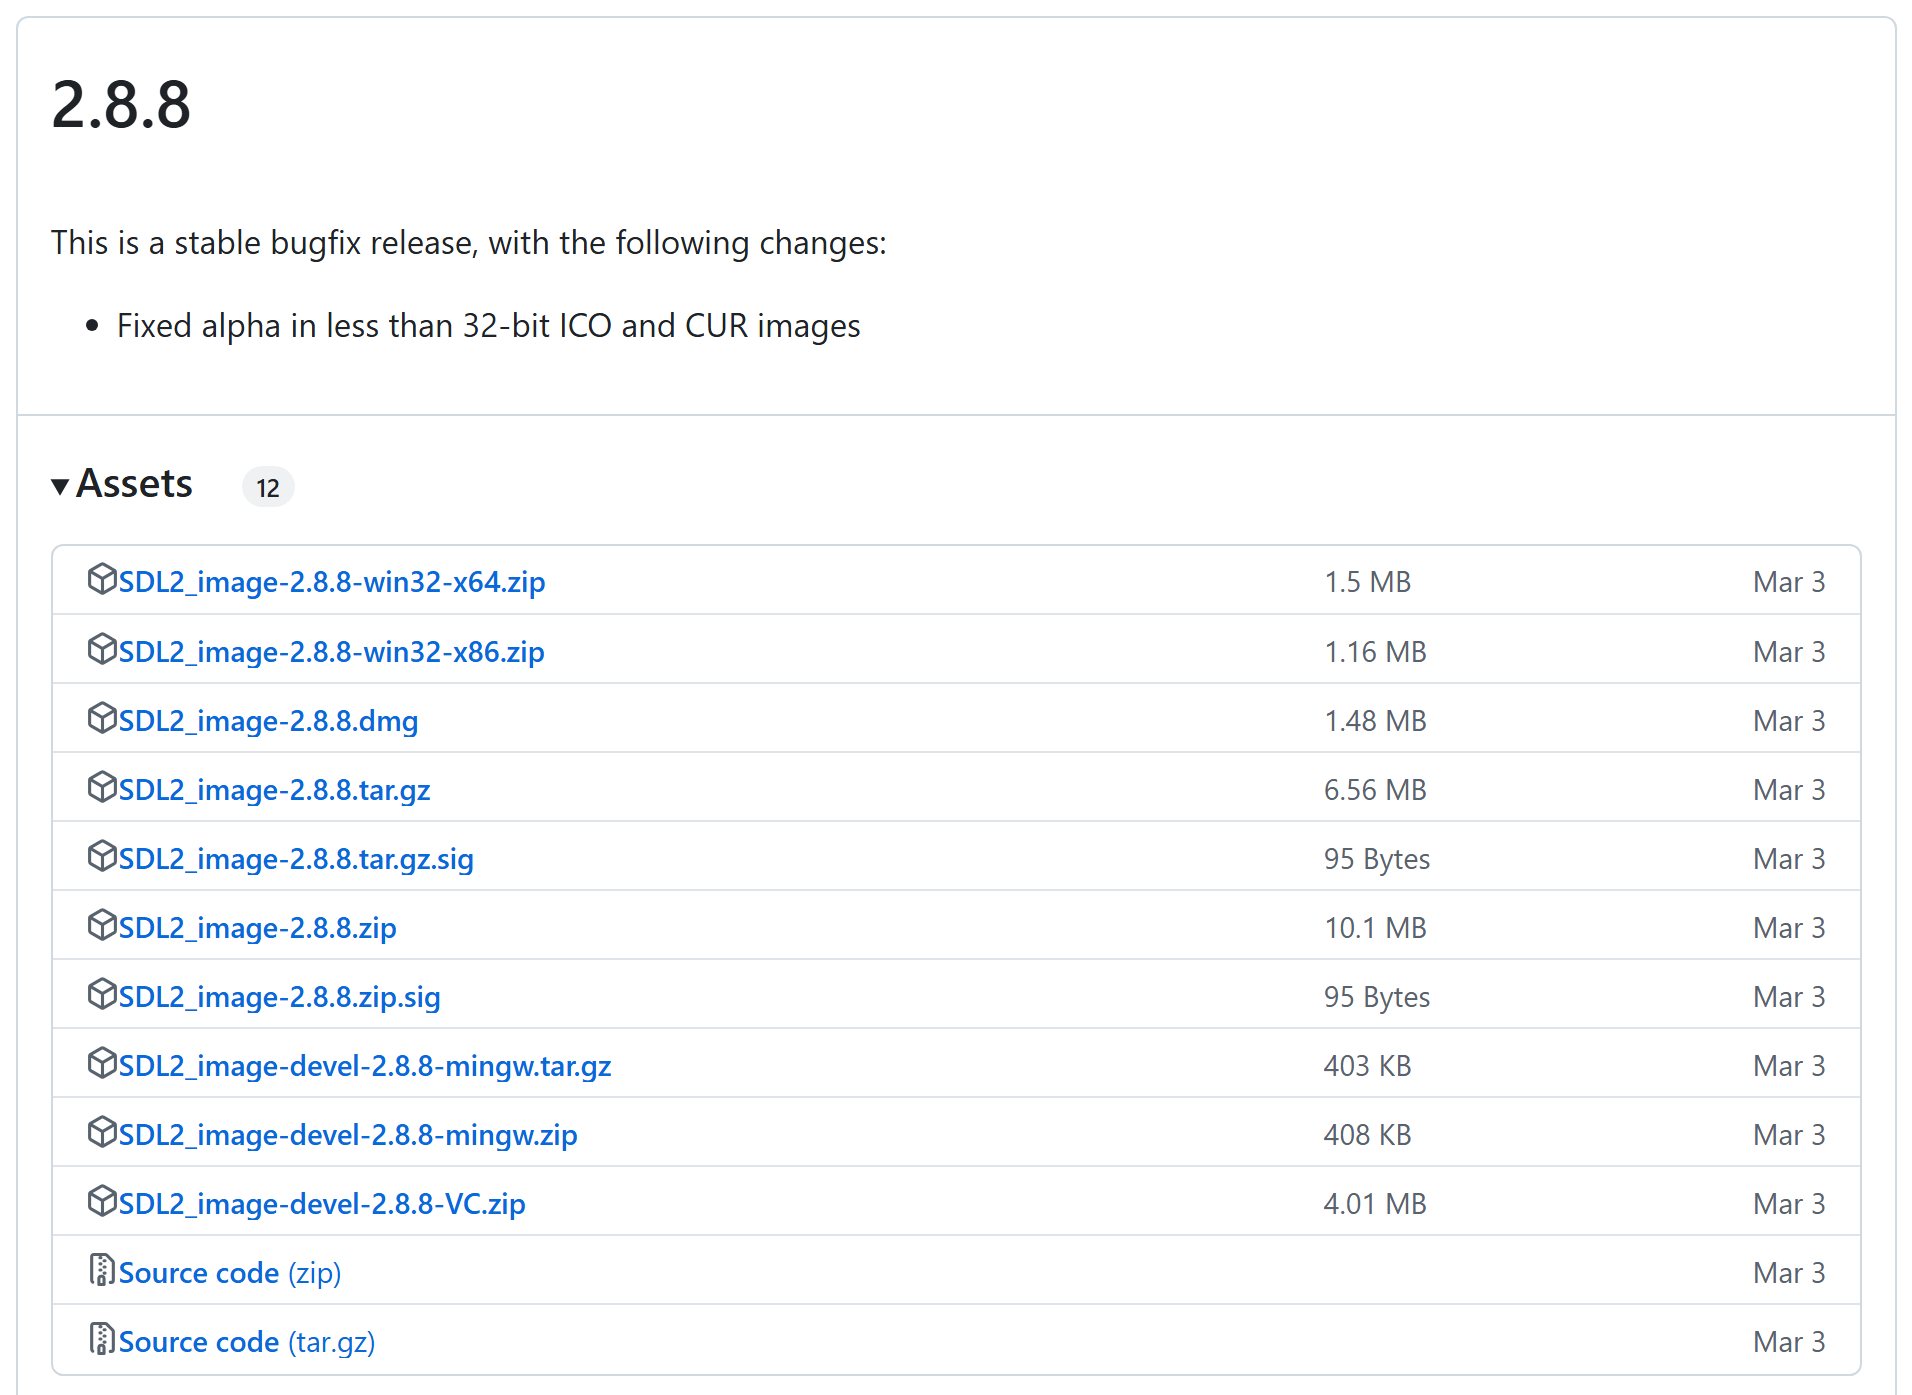 2.8.8
This is a stable bugfix release, with the following changes:
• Fixed alpha in less than 32-bit ICO and CUR images
Assets 12
SDL2_image-2.8.8-win32-x64.zip 1.5 MB Mar 3
SDL2_image-2.8.8-win32-x86.zip 1.16 MB Mar 3
SDL2_image-2.8.8.dmg 1.48 MB Mar 3
SDL2_image-2.8.8.tar.gz 6.56 MB Mar 3
SDL2_image-2.8.8.tar.gz.sig 95 Bytes Mar 3
SDL2_image-2.8.8.zip 10.1 MB Mar 3
SDL2_image-2.8.8.zip.sig 95 Bytes Mar 3
SDL2_image-devel-2.8.8-mingw.tar.gz 403 KB Mar 3
SDL2_image-devel-2.8.8-mingw.zip 408 KB Mar 3
SDL2_image-devel-2.8.8-VC.zip 4.01 MB Mar 3
Source code (zip) Mar 3
Source code (tar.gz) Mar 3